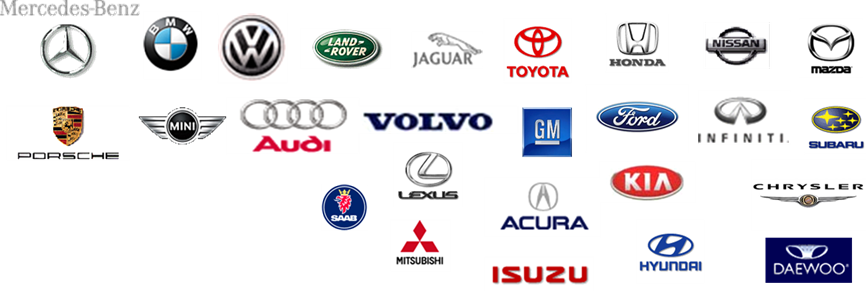 Mercedes-Benz
BMW
LAND-
ROVER
JAGUAR
TOYOTA
HONDA
NISSAN
mazda
PORSCHE
MINI
Audi
VOLVO
GM
Ford
INFINITI.
SUBARU
LEXUS
KIA
CHRYSLER
SAAB
ACURA
MITSUBISHI
HYUNDAI
DAEWOO
ISUZU